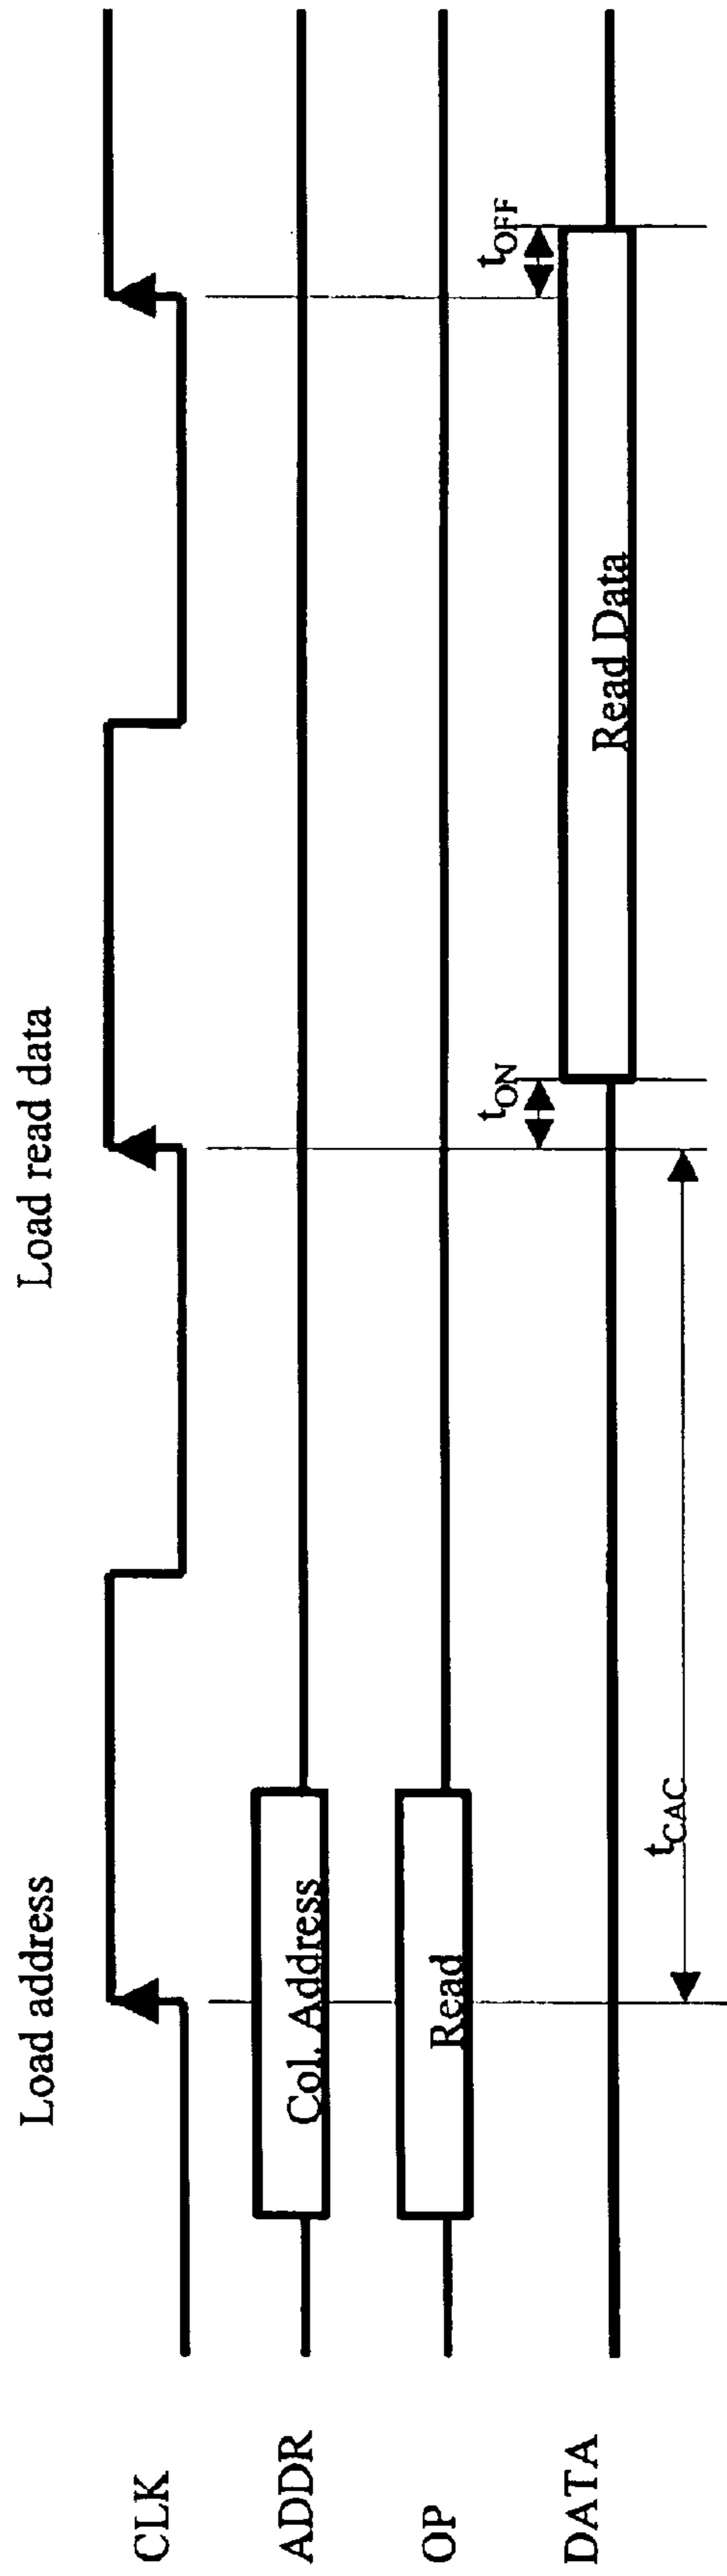 Load address
Load read data
CLK
ADDR
Col. Address
OP
Read
tOFF
tON
DATA
Read Data
tCAC